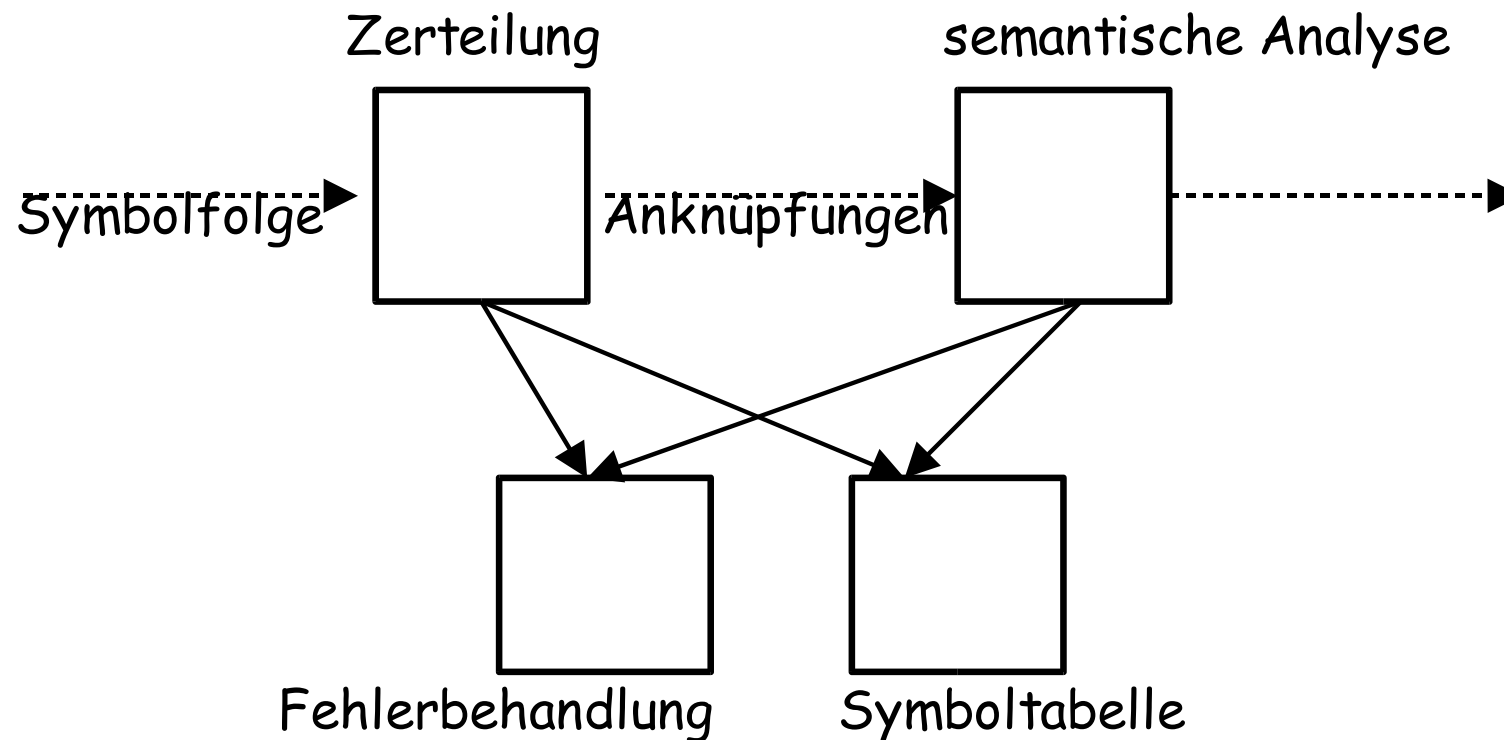 Zerteilung
semantische Analyse
Symbolfolge
Anknüpfungen
Fehlerbehandlung
Symboltabelle